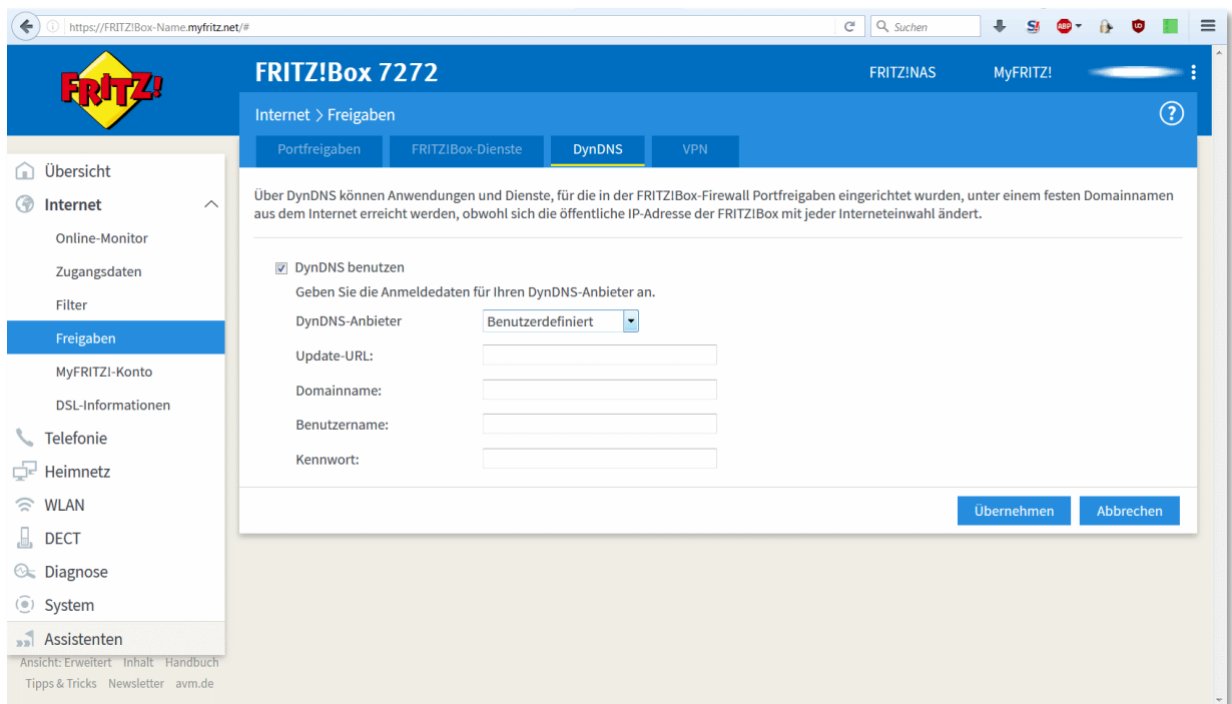 https://FRITZ!Box-Name.myfritz.net/#
Suchen
S!
ABP
FRITZ!
FRITZ!Box 7272
FRITZ!NAS
MyFRITZ!
Internet > Freigaben
?
Portfreigaben
FRITZ!Box-Dienste
DynDNS
VPN
Übersicht
Internet
Online-Monitor
Zugangsdaten
Filter
Freigaben
MyFRITZ!-Konto
DSL-Informationen
Telefonie
Heimnetz
WLAN
DECT
Diagnose
System
Assistenten
Ansicht: Erweitert Inhalt Handbuch
Tipps & Tricks Newsletter avm.de
Über DynDNS können Anwendungen und Dienste, für die in der FRITZ!Box-Firewall Portfreigaben eingerichtet wurden, unter einem festen Domainnamen
aus dem Internet erreicht werden, obwohl sich die öffentliche IP-Adresse der FRITZ!Box mit jeder Interneteinwahl ändert.
DynDNS benutzen
Geben Sie die Anmeldedaten für Ihren DynDNS-Anbieter an.
DynDNS-Anbieter Benutzerdefiniert
Update-URL:
Domainname:
Benutzername:
Kennwort:
Übernehmen
Abbrechen